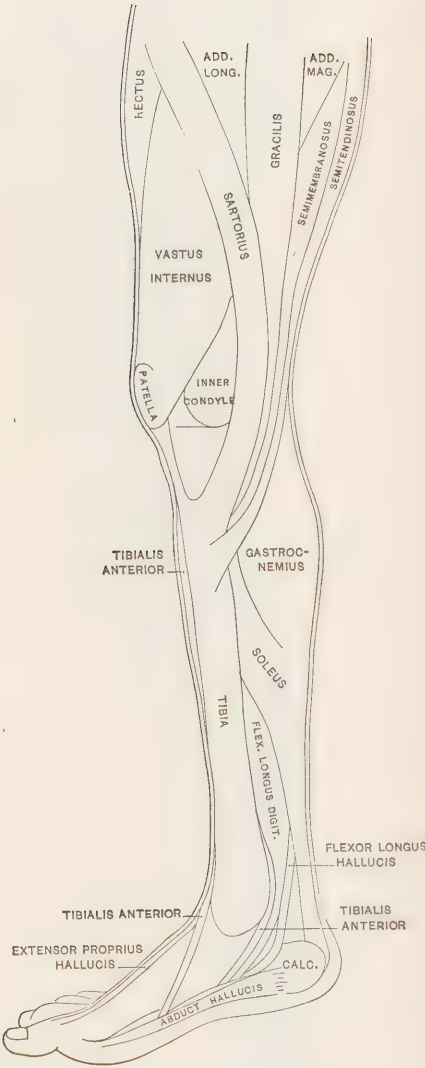 RECTUS
ADD.
LONG.
GRACILIS
ADD.
MAG.
SEMIMEMBRANOSUS
SEMITENDINOSUS
SARTORIUS
VASTUS
INTERNUS
PATELLA
INNER
CONDYLE
TIBIALIS
ANTERIOR
GASTROC-
NEMIUS
SOLEUS
TIBIA
FLEX. LONGUS DIGIT.
FLEXOR LONGUS
HALLUCIS
TIBIALIS ANTERIOR
TIBIALIS
ANTERIOR
EXTENSOR PROPRIUS
HALLUCIS
CALC.
ABDUCT HALLUCIS